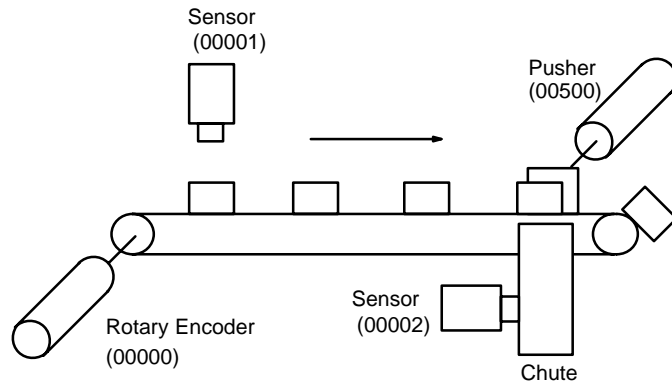 Sensor
(00001)
Pusher
(00500)
Sensor
(00002)
Rotary Encoder
(00000)
Chute